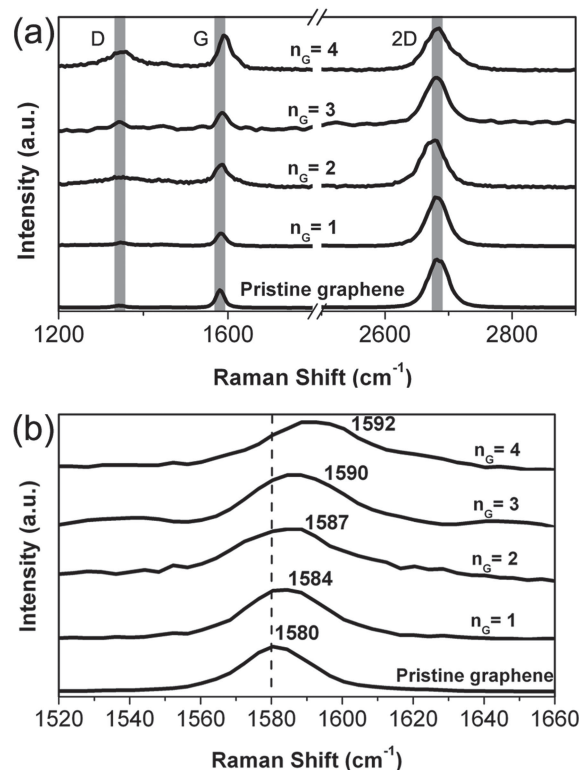 (a)
D G 2D
n_G= 4
n_G= 3
n_G= 2
n_G= 1
Pristine graphene
Intensity (a.u.)
1200 1600 2600 2800
Raman Shift (cm⁻¹)
(b)
1592
n_G= 4
1590
n_G= 3
1587
n_G= 2
1584
n_G= 1
1580
Pristine graphene
Intensity (a.u.)
1520 1540 1560 1580 1600 1620 1640 1660
Raman Shift (cm⁻¹)